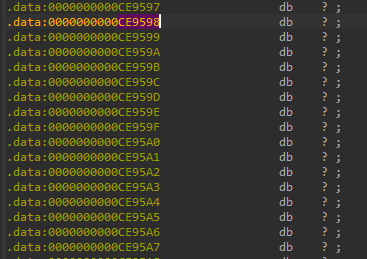 .data:0000000000CE9597 db ? ;
.data:0000000000CE9598 db ? ;
.data:0000000000CE9599 db ? ;
.data:0000000000CE959A db ? ;
.data:0000000000CE959B db ? ;
.data:0000000000CE959C db ? ;
.data:0000000000CE959D db ? ;
.data:0000000000CE959E db ? ;
.data:0000000000CE959F db ? ;
.data:0000000000CE95A0 db ? ;
.data:0000000000CE95A1 db ? ;
.data:0000000000CE95A2 db ? ;
.data:0000000000CE95A3 db ? ;
.data:0000000000CE95A4 db ? ;
.data:0000000000CE95A5 db ? ;
.data:0000000000CE95A6 db ? ;
.data:0000000000CE95A7 db ? ;